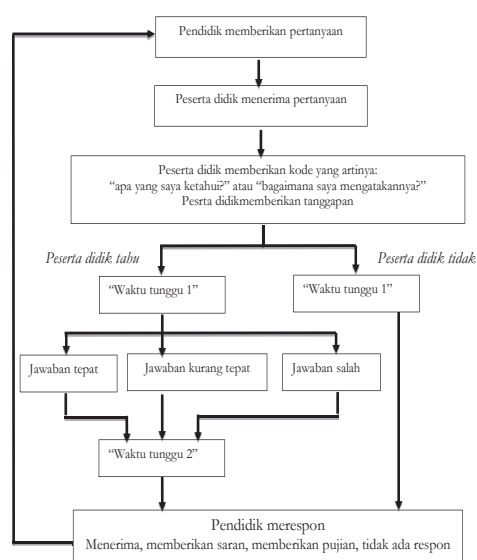 Pendidik memberikan pertanyaan
Peserta didik menerima pertanyaan
Peserta didik memberikan kode yang artinya:
“apa yang saya ketahui?” atau “bagaimana saya mengatakannya?”
Peserta didikmemberikan tanggapan
Peserta didik tahu
Peserta didik tidak
“Waktu tunggu 1”
“Waktu tunggu 1”
Jawaban tepat
Jawaban kurang tepat
Jawaban salah
“Waktu tunggu 2”
Pendidik merespon
Menerima, memberikan saran, memberikan pujian, tidak ada respon